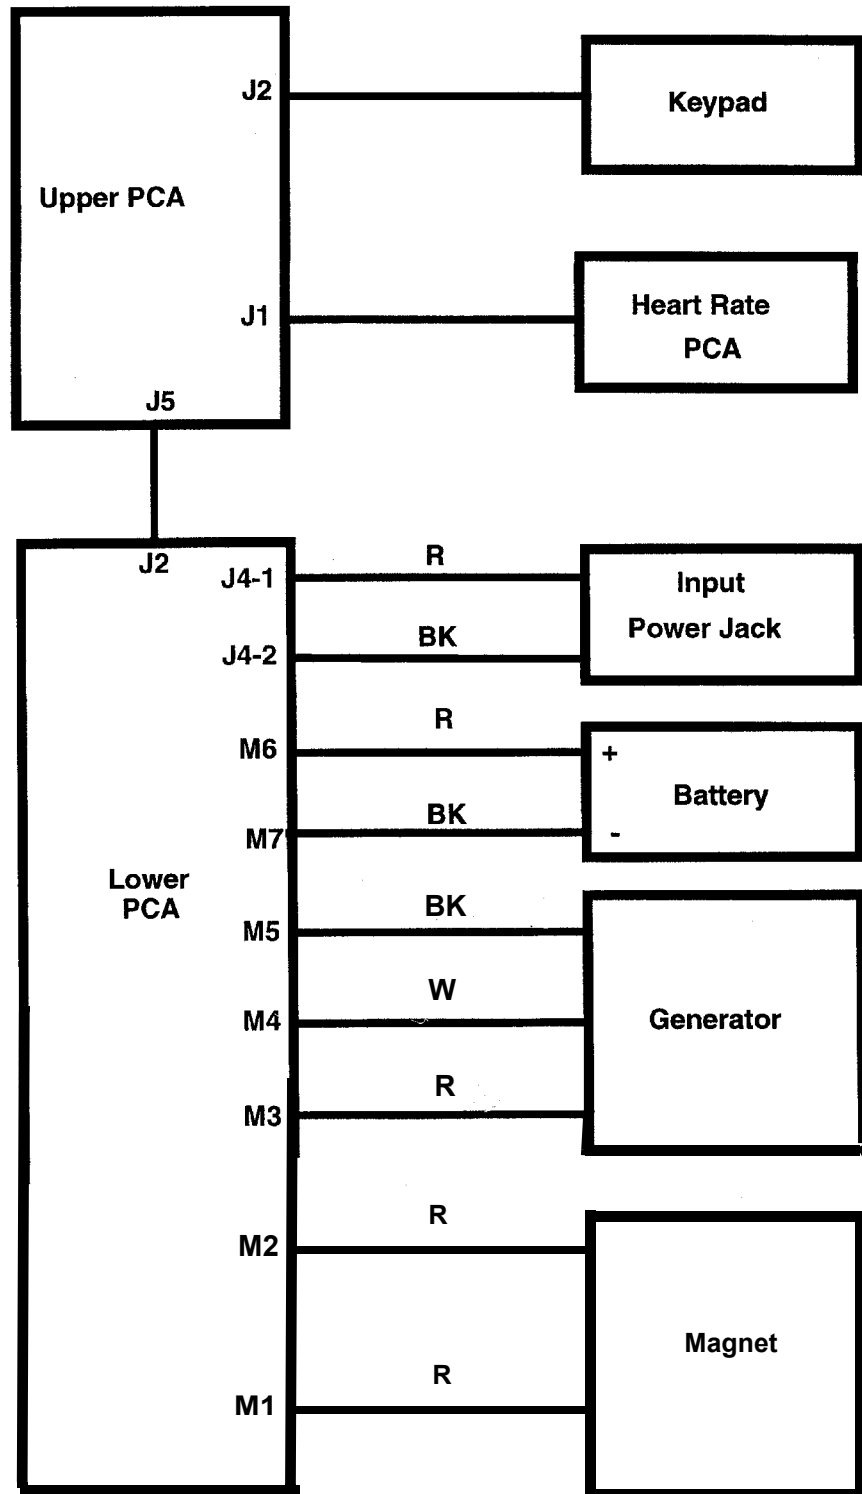 J2
Keypad
Upper PCA
J1
Heart Rate
PCA
J5
J2
J4-1
R
Input
Power Jack
J4-2
BK
M6
R
+
Battery
M7
BK
-
Lower
PCA
M5
BK
M4
W
Generator
M3
R
M2
R
Magnet
M1
R